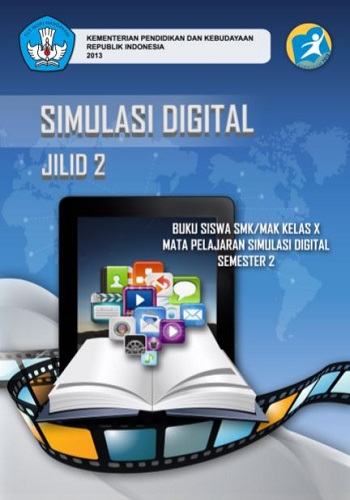 KEMENTERIAN PENDIDIKAN DAN KEBUDAYAAN
REPUBLIK INDONESIA
2013
SIMULASI DIGITAL
JILID 2
BUKU SISWA SMK/MAK KELAS X
MATA PELAJARAN SIMULASI DIGITAL
SEMESTER 2